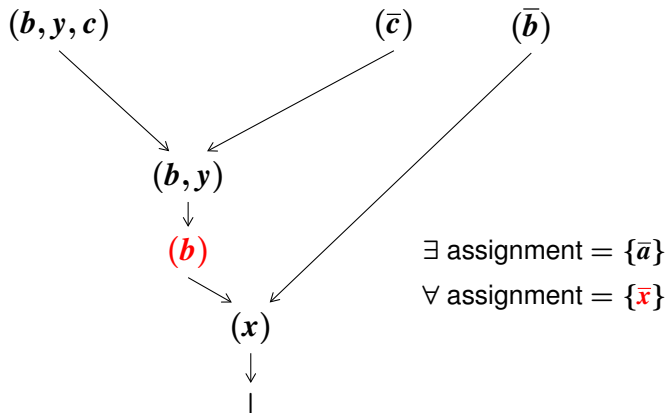 (b, y, c) (c̅) (b̅)
(b, y)
(b)
∃ assignment = {a̅}
∀ assignment = {x̅}
(x)